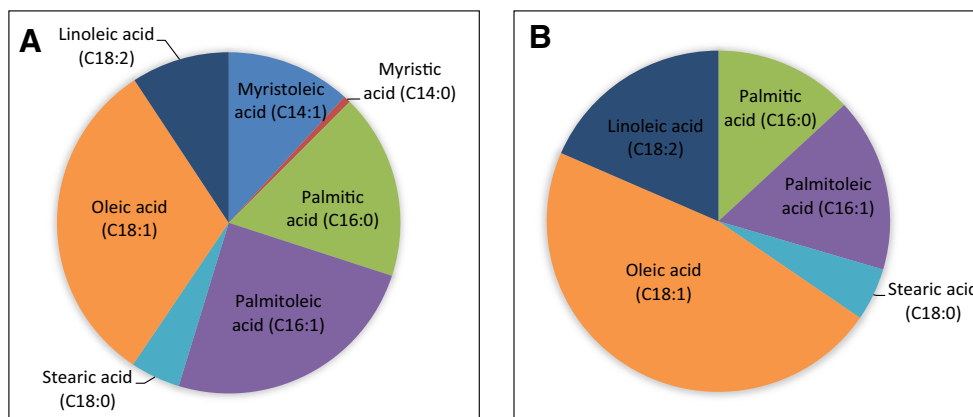 A
Linoleic acid
(C18:2)
Myristoleic
acid (C14:1)
Myristic
acid (C14:0)
Palmitic
acid (C16:0)
Palmitoleic
acid (C16:1)
Stearic acid
(C18:0)
Oleic acid
(C18:1)
B
Palmitic
acid (C16:0)
Palmitoleic
acid (C16:1)
Stearic acid
(C18:0)
Oleic acid
(C18:1)
Linoleic acid
(C18:2)